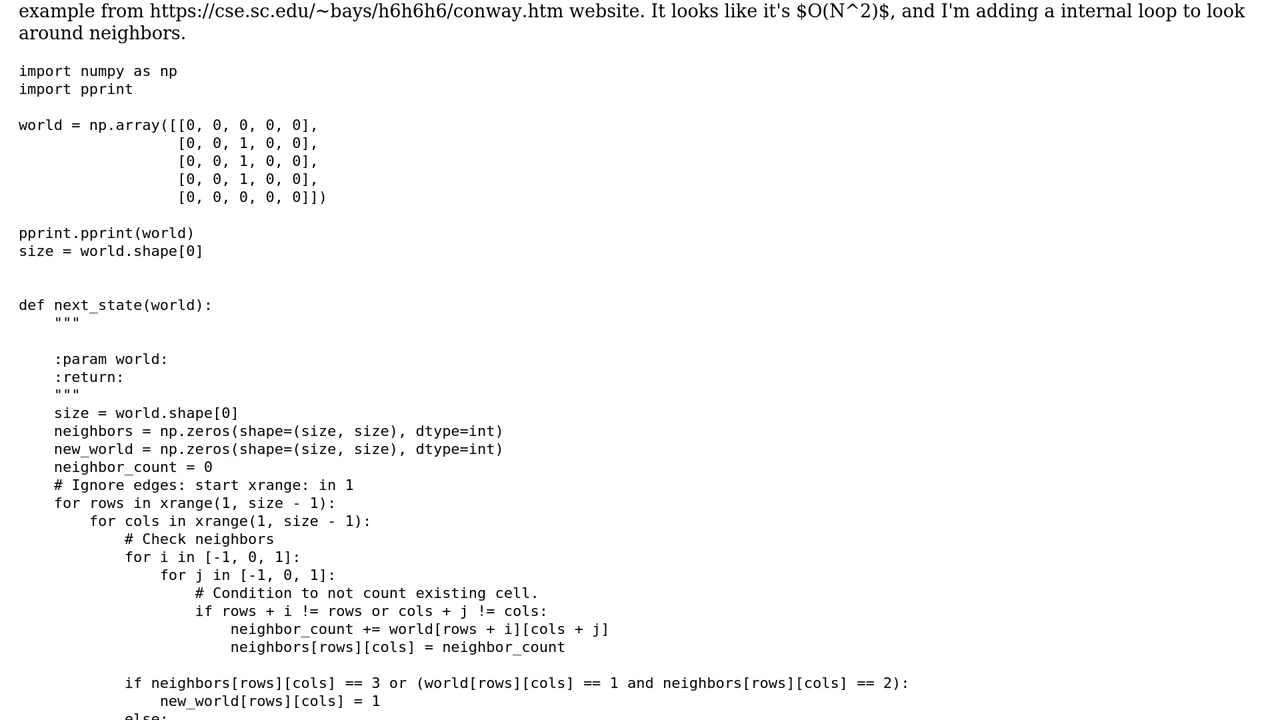 example from https://cse.sc.edu/~bays/h6h6h6/conway.htm website. It looks like it's $O(N^2)$, and I'm adding a internal loop to look
around neighbors.
import numpy as np
import pprint
world = np.array([[0, 0, 0, 0, 0],
                  [0, 0, 1, 0, 0],
                  [0, 0, 1, 0, 0],
                  [0, 0, 1, 0, 0],
                  [0, 0, 0, 0, 0]])
pprint.pprint(world)
size = world.shape[0]
def next_state(world):
    """
    :param world:
    :return:
    """
    size = world.shape[0]
    neighbors = np.zeros(shape=(size, size), dtype=int)
    new_world = np.zeros(shape=(size, size), dtype=int)
    neighbor_count = 0
    # Ignore edges: start xrange: in 1
    for rows in xrange(1, size - 1):
        for cols in xrange(1, size - 1):
            # Check neighbors
            for i in [-1, 0, 1]:
                for j in [-1, 0, 1]:
                    # Condition to not count existing cell.
                    if rows + i != rows or cols + j != cols:
                        neighbor_count += world[rows + i][cols + j]
                        neighbors[rows][cols] = neighbor_count
            if neighbors[rows][cols] == 3 or (world[rows][cols] == 1 and neighbors[rows][cols] == 2):
                new_world[rows][cols] = 1
            else: